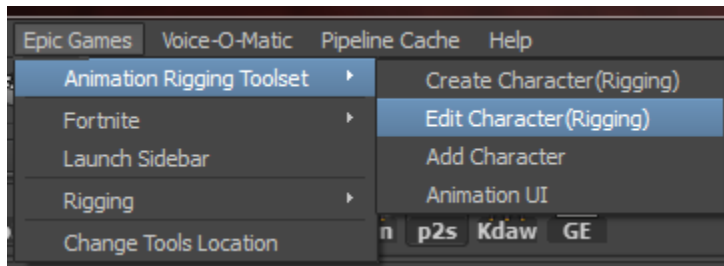 Epic Games Voice-O-Matic Pipeline Cache Help
Animation Rigging Toolset
Fortnite
Launch Sidebar
Rigging
Change Tools Location
Create Character(Rigging)
Edit Character(Rigging)
Add Character
Animation UI
p2s Kdaw GE